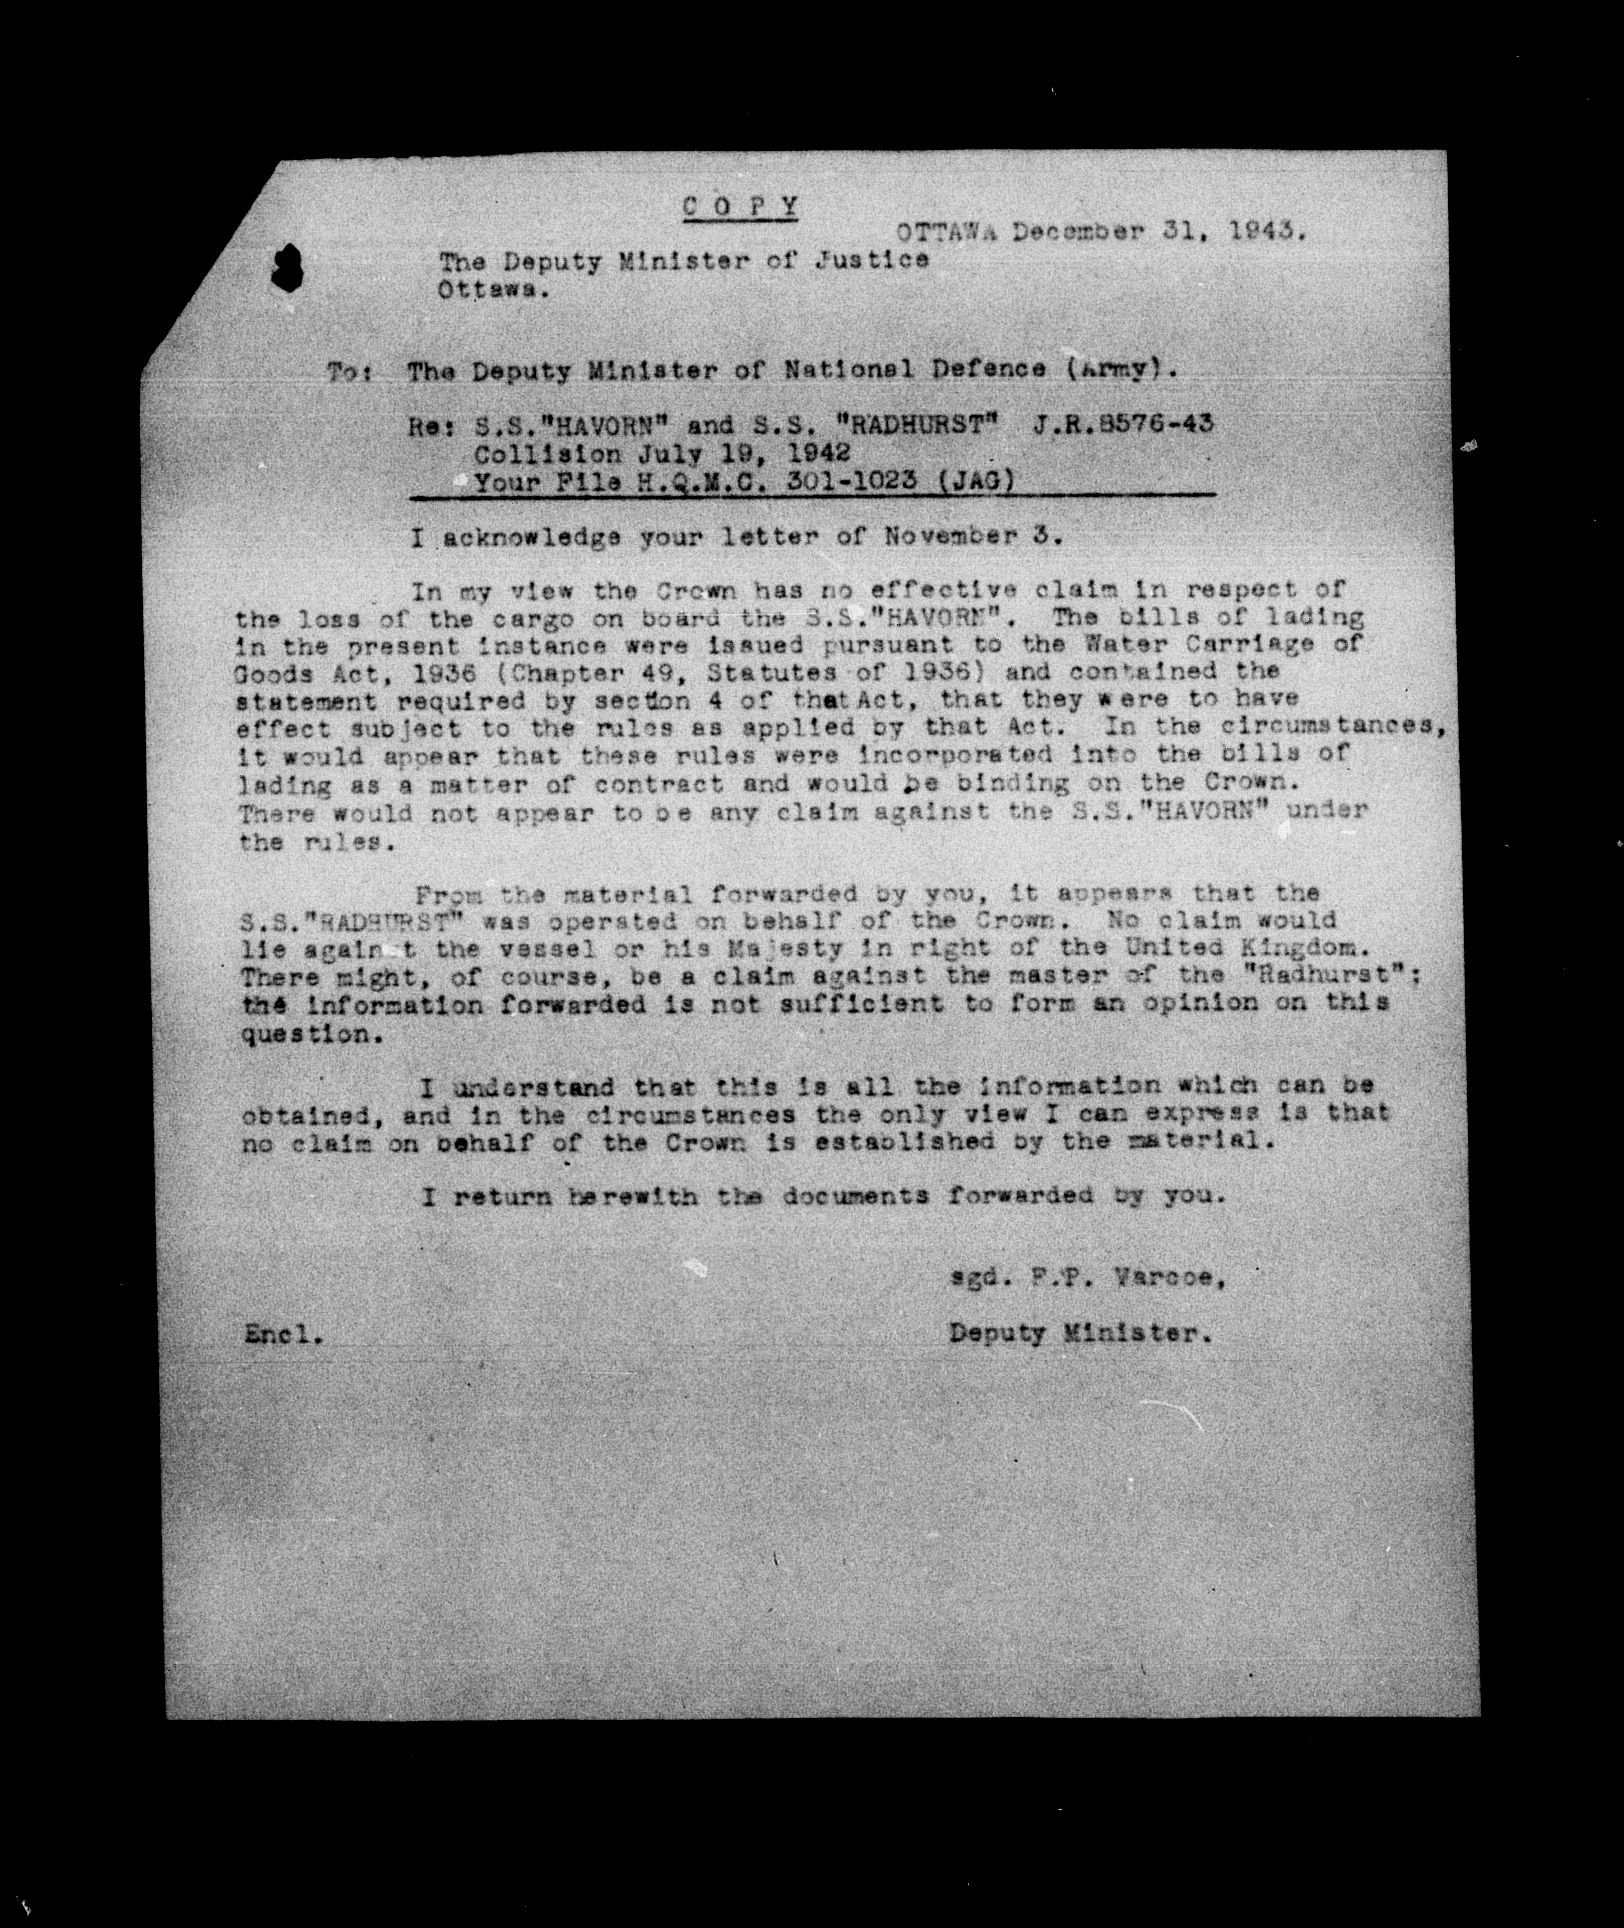 C O P Y
OTTAWA December 31, 1943.
The Deputy Minister of Justice
Ottawa.
To: The Deputy Minister of National Defence (Army).
Re: S.S."HAVORN" and S.S. "RADHURST" J.R.8576-43
Collision July 19, 1942
Your File H.Q.M.C. 301-1023 (JAG)
I acknowledge your letter of November 3.
In my view the Crown has no effective claim in respect of
the loss of the cargo on board the S.S."HAVORN". The bills of lading
in the present instance were issued pursuant to the Water Carriage of
Goods Act, 1936 (Chapter 49, Statutes of 1936) and contained the
statement required by section 4 of that Act, that they were to have
effect subject to the rules as applied by that Act. In the circumstances,
it would appear that these rules were incorporated into the bills of
lading as a matter of contract and would be binding on the Crown.
There would not appear to be any claim against the S.S."HAVORN" under
the rules.
From the material forwarded by you, it appears that the
S.S."RADHURST" was operated on behalf of the Crown. No claim would
lie against the vessel or his Majesty in right of the United Kingdom.
There might, of course, be a claim against the master of the "Radhurst";
the information forwarded is not sufficient to form an opinion on this
question.
I understand that this is all the information which can be
obtained, and in the circumstances the only view I can express is that
no claim on behalf of the Crown is established by the material.
I return herewith the documents forwarded by you.
sgd. F.P. Varcoe,
Encl. Deputy Minister.